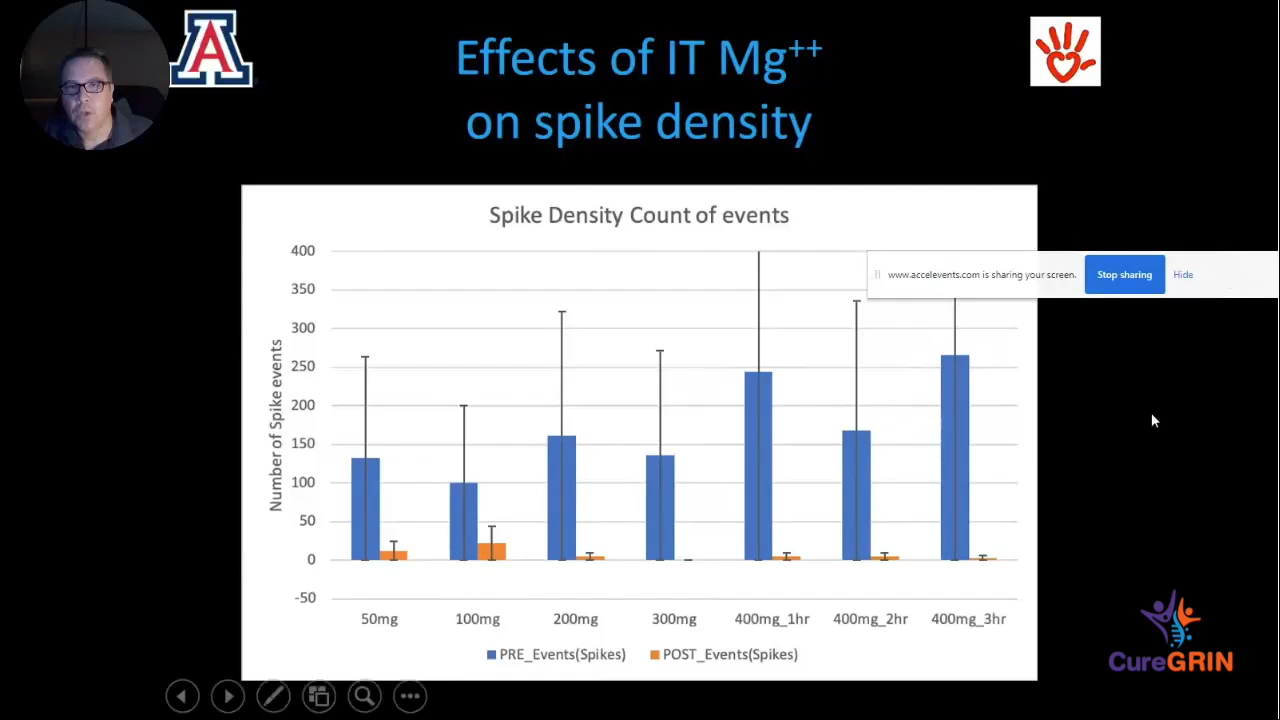 A
Effects of IT Mg⁺⁺
on spike density
Spike Density Count of events
www.accelevents.com is sharing your screen.
Stop sharing
Hide
Number of Spike events
400
350
300
250
200
150
100
50
0
-50
50mg
100mg
200mg
300mg
400mg_1hr
400mg_2hr
400mg_3hr
PRE_Events(Spikes)
POST_Events(Spikes)
CureGRIN